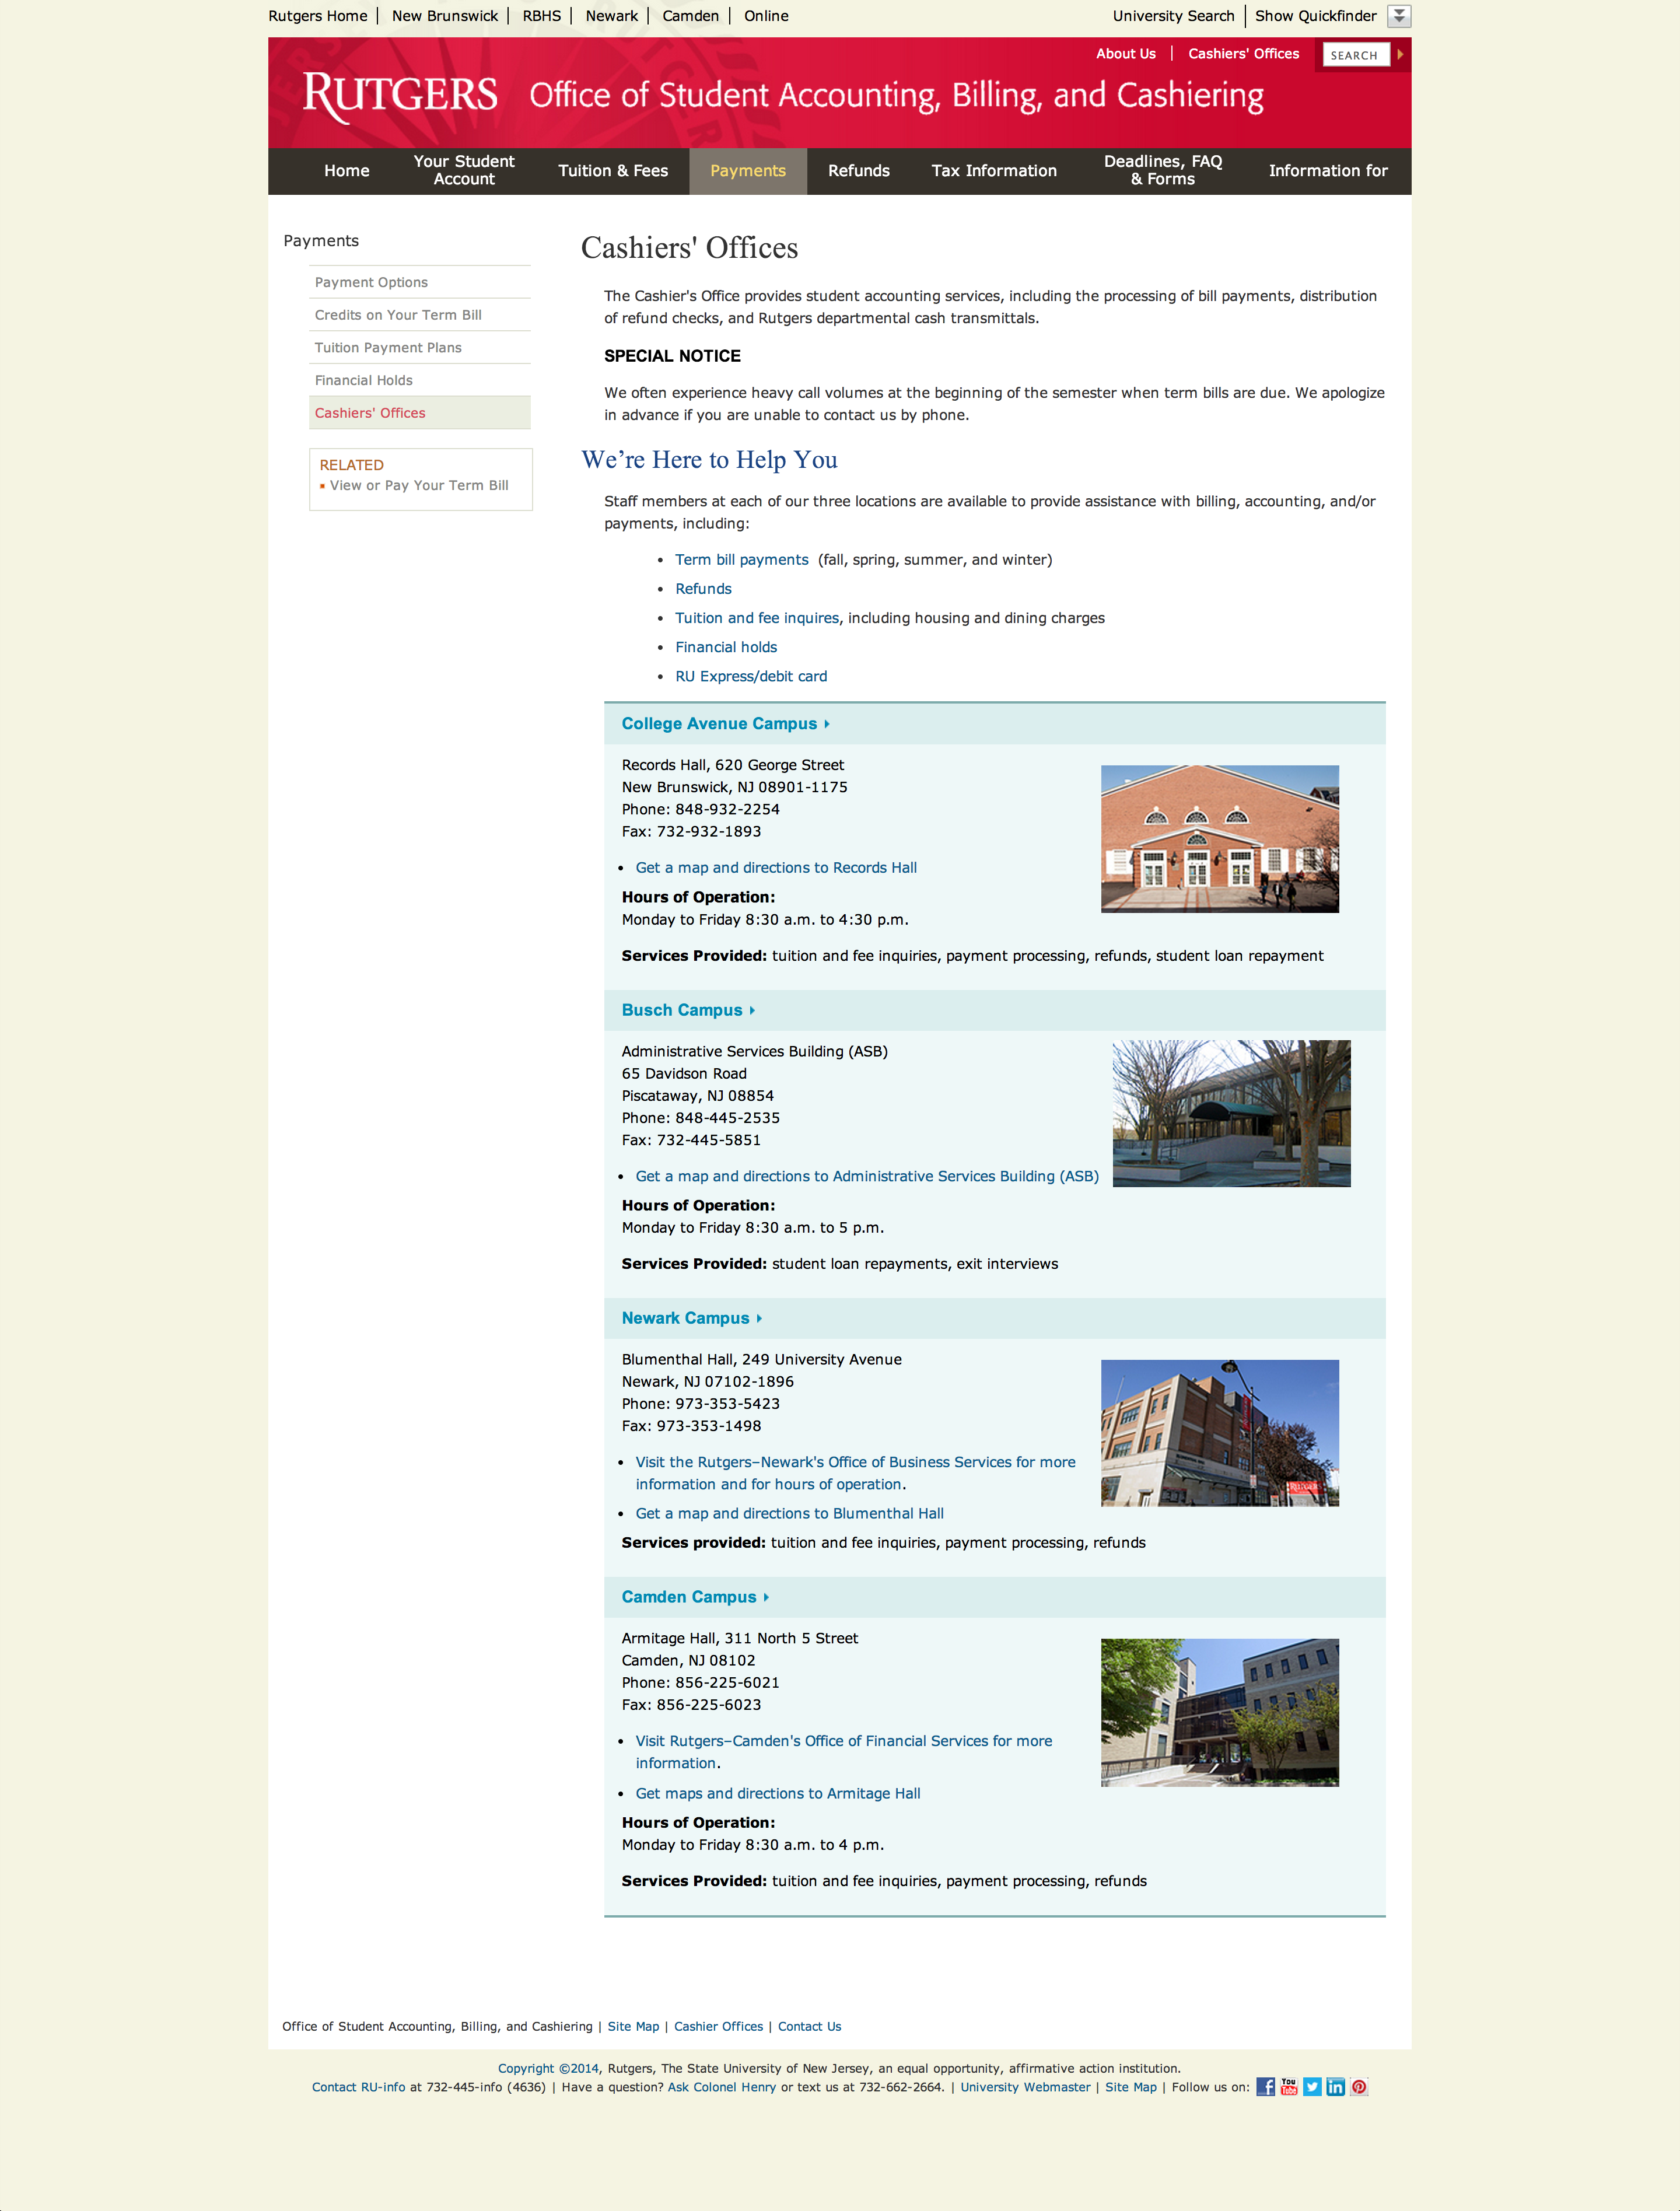 Rutgers Home | New Brunswick | RBHS | Newark | Camden | Online
University Search | Show Quickfinder
About Us | Cashiers' Offices
SEARCH
RUTGERS Office of Student Accounting, Billing, and Cashiering
Home
Your Student
Account
Tuition & Fees
Payments
Refunds
Tax Information
Deadlines, FAQ
& Forms
Information for
Payments
Payment Options
Credits on Your Term Bill
Tuition Payment Plans
Financial Holds
Cashiers' Offices
RELATED
View or Pay Your Term Bill
Cashiers' Offices
The Cashier's Office provides student accounting services, including the processing of bill payments, distribution
of refund checks, and Rutgers departmental cash transmittals.
SPECIAL NOTICE
We often experience heavy call volumes at the beginning of the semester when term bills are due. We apologize
in advance if you are unable to contact us by phone.
We’re Here to Help You
Staff members at each of our three locations are available to provide assistance with billing, accounting, and/or
payments, including:
• Term bill payments (fall, spring, summer, and winter)
• Refunds
• Tuition and fee inquires, including housing and dining charges
• Financial holds
• RU Express/debit card
College Avenue Campus
Records Hall, 620 George Street
New Brunswick, NJ 08901-1175
Phone: 848-932-2254
Fax: 732-932-1893
• Get a map and directions to Records Hall
Hours of Operation:
Monday to Friday 8:30 a.m. to 4:30 p.m.
Services Provided: tuition and fee inquiries, payment processing, refunds, student loan repayment
Busch Campus
Administrative Services Building (ASB)
65 Davidson Road
Piscataway, NJ 08854
Phone: 848-445-2535
Fax: 732-445-5851
• Get a map and directions to Administrative Services Building (ASB)
Hours of Operation:
Monday to Friday 8:30 a.m. to 5 p.m.
Services Provided: student loan repayments, exit interviews
Newark Campus
Blumenthal Hall, 249 University Avenue
Newark, NJ 07102-1896
Phone: 973-353-5423
Fax: 973-353-1498
• Visit the Rutgers–Newark's Office of Business Services for more
information and for hours of operation.
• Get a map and directions to Blumenthal Hall
Services provided: tuition and fee inquiries, payment processing, refunds
RUTGERS
Camden Campus
Armitage Hall, 311 North 5 Street
Camden, NJ 08102
Phone: 856-225-6021
Fax: 856-225-6023
• Visit Rutgers–Camden's Office of Financial Services for more
information.
• Get maps and directions to Armitage Hall
Hours of Operation:
Monday to Friday 8:30 a.m. to 4 p.m.
Services Provided: tuition and fee inquiries, payment processing, refunds
Office of Student Accounting, Billing, and Cashiering | Site Map | Cashier Offices | Contact Us
Copyright ©2014, Rutgers, The State University of New Jersey, an equal opportunity, affirmative action institution.
Contact RU-info at 732-445-info (4636) | Have a question? Ask Colonel Henry or text us at 732-662-2664. | University Webmaster | Site Map | Follow us on: f You Tube in